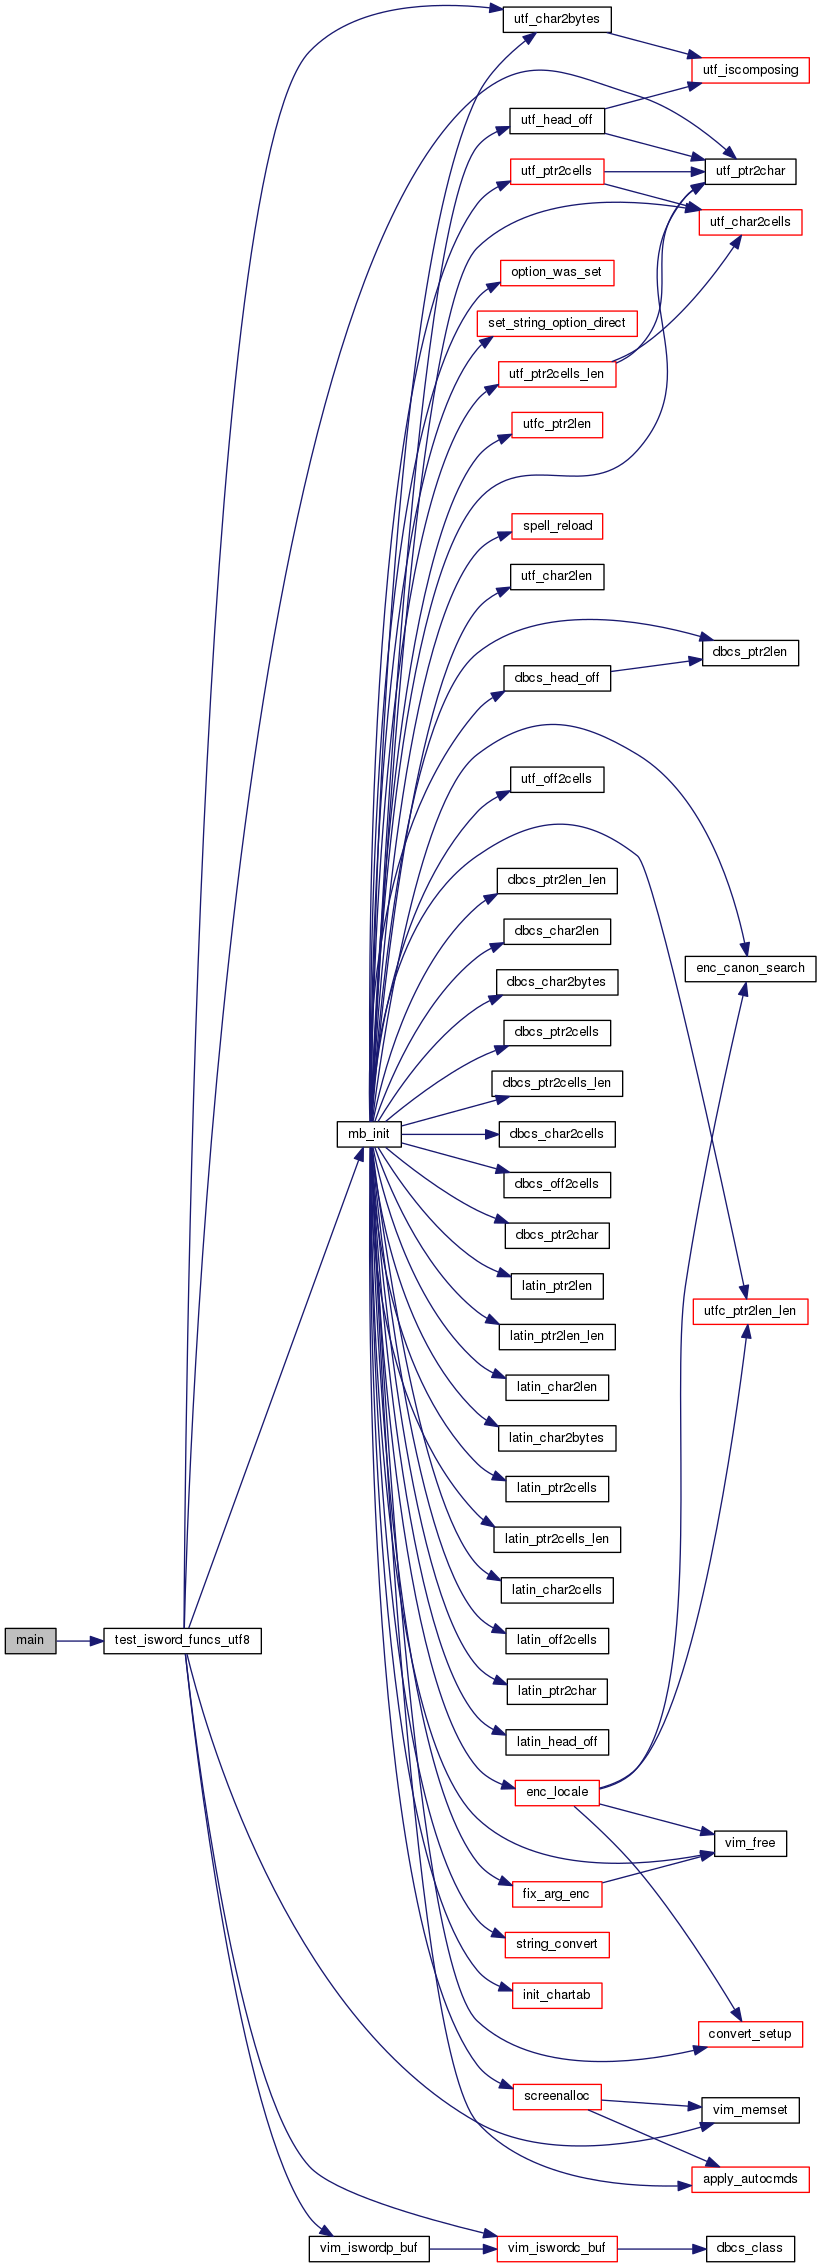 utf_char2bytes
utf_iscomposing
utf_head_off
utf_ptr2cells
utf_ptr2char
utf_char2cells
option_was_set
set_string_option_direct
utf_ptr2cells_len
utfc_ptr2len
spell_reload
utf_char2len
dbcs_ptr2len
dbcs_head_off
utf_off2cells
dbcs_ptr2len_len
dbcs_char2len
enc_canon_search
dbcs_char2bytes
dbcs_ptr2cells
dbcs_ptr2cells_len
mb_init
dbcs_char2cells
dbcs_off2cells
dbcs_ptr2char
latin_ptr2len
utfc_ptr2len_len
latin_ptr2len_len
latin_char2len
latin_char2bytes
latin_ptr2cells
latin_ptr2cells_len
latin_char2cells
main
test_isword_funcs_utf8
latin_off2cells
latin_ptr2char
latin_head_off
enc_locale
vim_free
fix_arg_enc
string_convert
init_chartab
convert_setup
screenalloc
vim_memset
apply_autocmds
vim_iswordp_buf
vim_iswordc_buf
dbcs_class